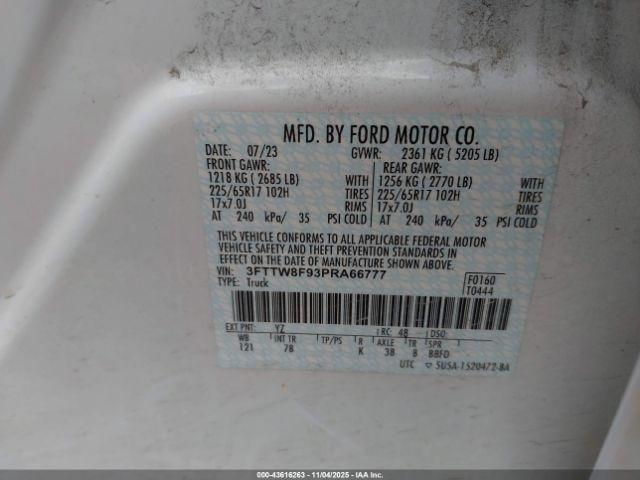 MFD. BY FORD MOTOR CO.
DATE: 07/23 GVWR: 2361 KG ( 5205 LB)
FRONT GAWR: REAR GAWR:
1218 KG ( 2685 LB) WITH 1256 KG ( 2770 LB) WITH
225/65R17 102H TIRES 225/65R17 102H TIRES
17x7.0J RIMS 17x7.0J RIMS
AT 240 kPa/ 35 PSI COLD AT 240 kPa/ 35 PSI COLD
THIS VEHICLE CONFORMS TO ALL APPLICABLE FEDERAL MOTOR
VEHICLE SAFETY AND THEFT PREVENTION STANDARDS IN
EFFECT ON THE DATE OF MANUFACTURE SHOWN ABOVE.
VIN: 3FTTW8F93PRA66777 F0160
TYPE: Truck T0444
EXT PNT: YZ RC: 48 DSO:
WB INT TR TP/PS R AXLE TR SPR
121 7B K 38 8 BBFD
UTC 5USA-1520472-BA
000-43616263 - 11/04/2025 - IAAI.COM